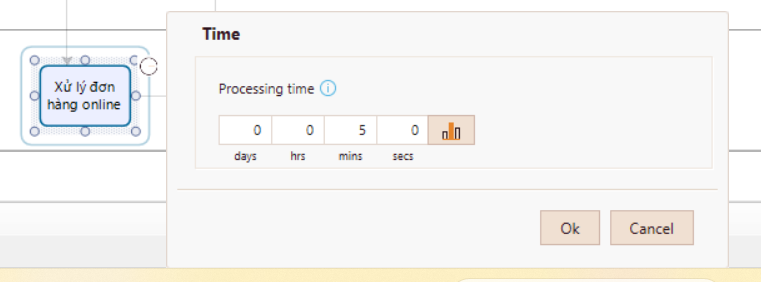 Time
Xử lý đơn
hàng online
Processing time
0 0 5 0
days hrs mins secs
Ok Cancel